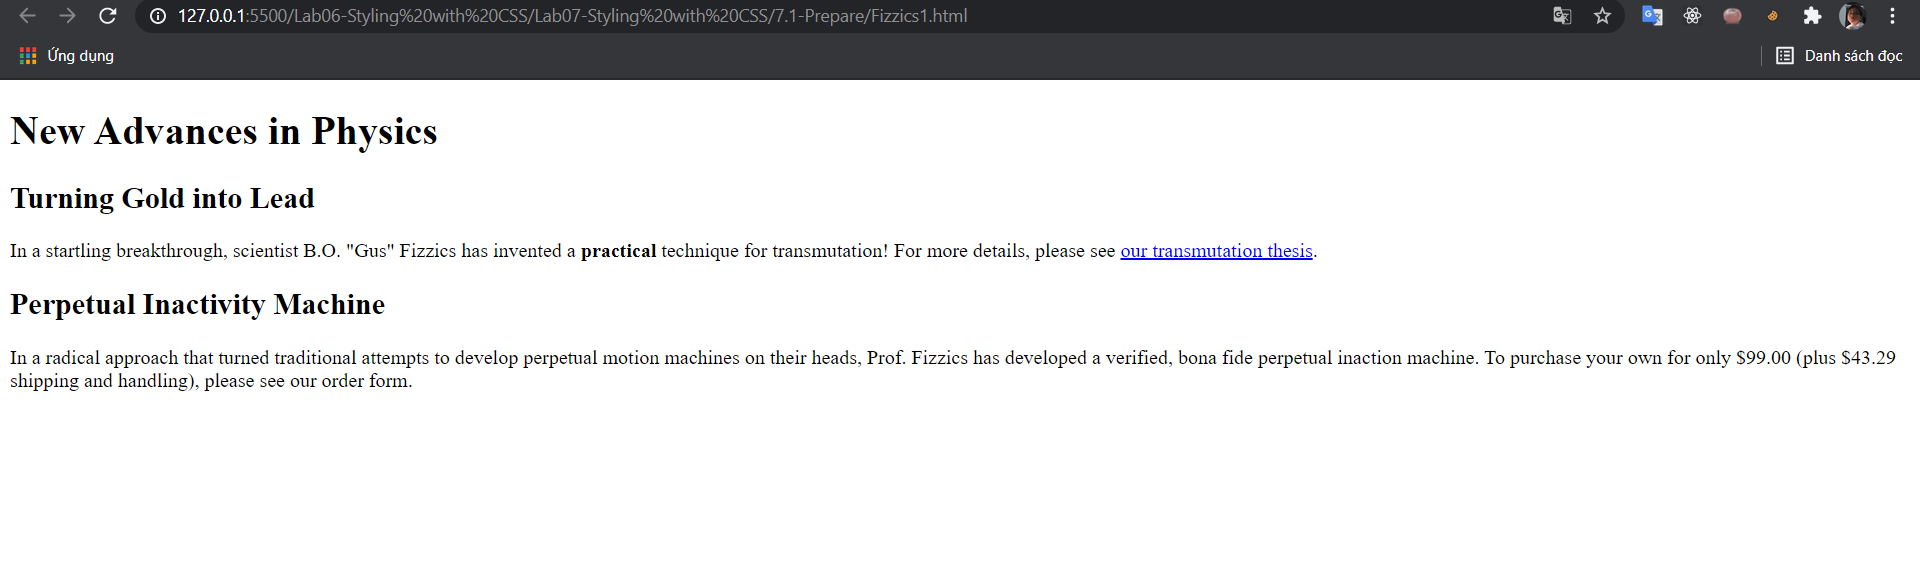 127.0.0.1:5500/Lab06-Styling%20with%20CSS/Lab07-Styling%20with%20CSS/7.1-Prepare/Fizzics1.html
Ứng dụng
Danh sách đọc
New Advances in Physics
Turning Gold into Lead
In a startling breakthrough, scientist B.O. "Gus" Fizzics has invented a practical technique for transmutation! For more details, please see our transmutation thesis.
Perpetual Inactivity Machine
In a radical approach that turned traditional attempts to develop perpetual motion machines on their heads, Prof. Fizzics has developed a verified, bona fide perpetual inaction machine. To purchase your own for only $99.00 (plus $43.29
shipping and handling), please see our order form.